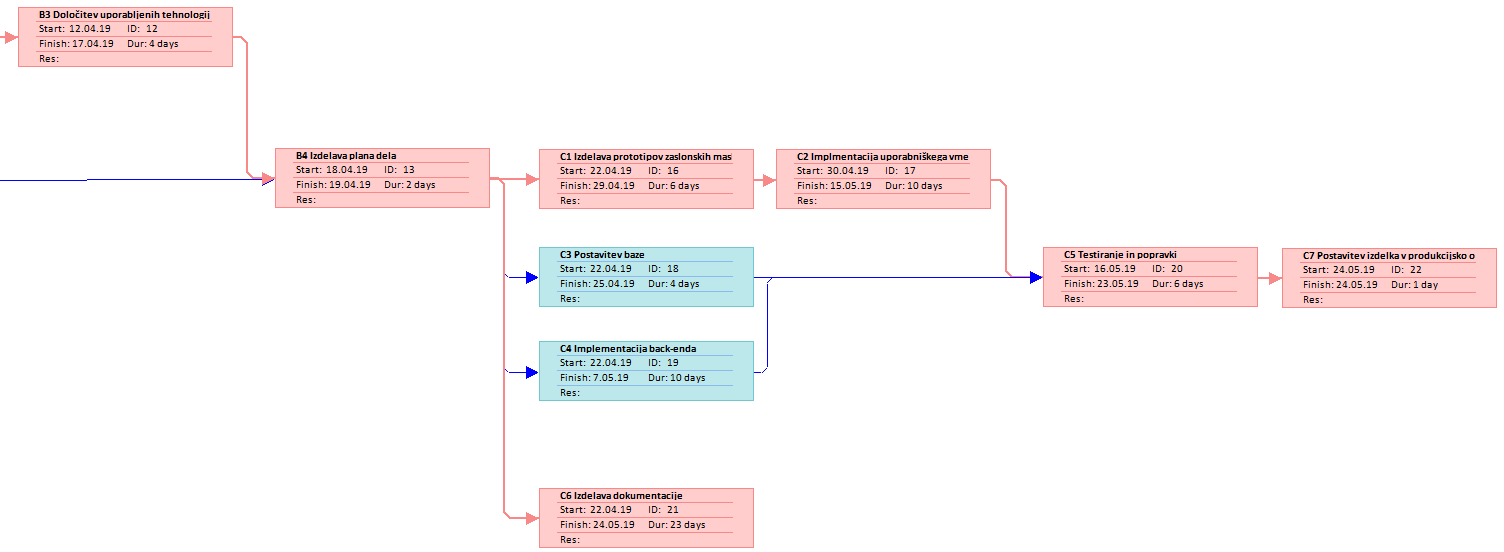 B3 Določitev uporabljenih tehnologij
Start: 12.04.19 ID: 12
Finish: 17.04.19 Dur: 4 days
Res:
B4 Izdelava plana dela
Start: 18.04.19 ID: 13
Finish: 19.04.19 Dur: 2 days
Res:
C1 Izdelava prototipov zaslonskih mas
Start: 22.04.19 ID: 16
Finish: 29.04.19 Dur: 6 days
Res:
C2 Implmentacija uporabniškega vme
Start: 30.04.19 ID: 17
Finish: 15.05.19 Dur: 10 days
Res:
C3 Postavitev baze
Start: 22.04.19 ID: 18
Finish: 25.04.19 Dur: 4 days
Res:
C5 Testiranje in popravki
Start: 16.05.19 ID: 20
Finish: 23.05.19 Dur: 6 days
Res:
C7 Postavitev izdelka v produkcijsko o
Start: 24.05.19 ID: 22
Finish: 24.05.19 Dur: 1 day
Res:
C4 Implementacija back-enda
Start: 22.04.19 ID: 19
Finish: 7.05.19 Dur: 10 days
Res:
C6 Izdelava dokumentacije
Start: 22.04.19 ID: 21
Finish: 24.05.19 Dur: 23 days
Res: